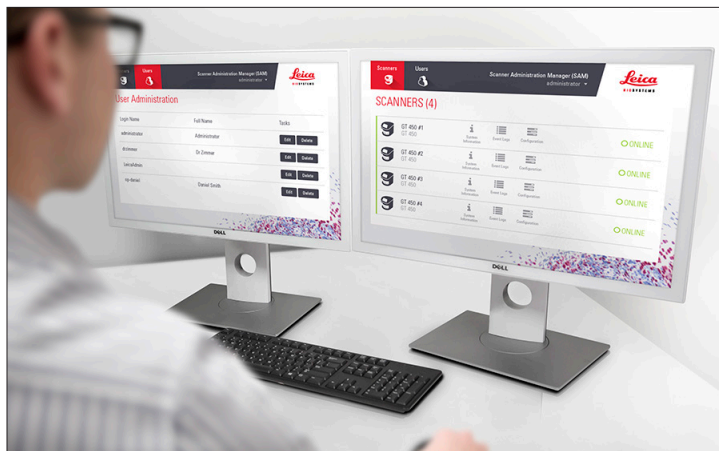 Users
Scanner Administration Manager (SAM)
administrator
Leica
BIOSYSTEMS
User Administration
Login Name
Full Name
Tasks
administrator
Administrator
Edit
Delete
Dr Zimmar
Edit
Delete
Edit
Delete
Daniel Smith
Edit
Delete
DELL
Scanners
Users
Scanner Administration Manager (SAM)
administrator
Leica
BIOSYSTEMS
SCANNERS (4)
GT 450 #1
GT 450
System
Information
Event Logs
Configuration
ONLINE
GT 450 #2
GT 450
System
Information
Event Logs
Configuration
ONLINE
GT 450 #3
GT 450
System
Information
Event Logs
Configuration
ONLINE
GT 450 #4
GT 450
System
Information
Event Logs
Configuration
ONLINE
DELL